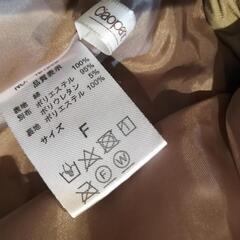 品質表示
表地 綿 100%
別布 ポリエステル 95%
ポリウレタン 5%
裏地 ポリエステル 100%
サイズ F
F W